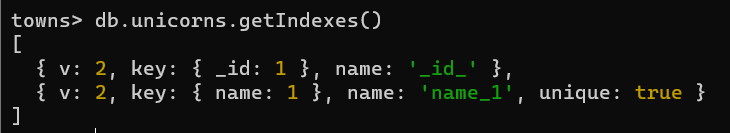 towns> db.unicorns.getIndexes()
[
  { v: 2, key: { _id: 1 }, name: '_id_' },
  { v: 2, key: { name: 1 }, name: 'name_1', unique: true }
]